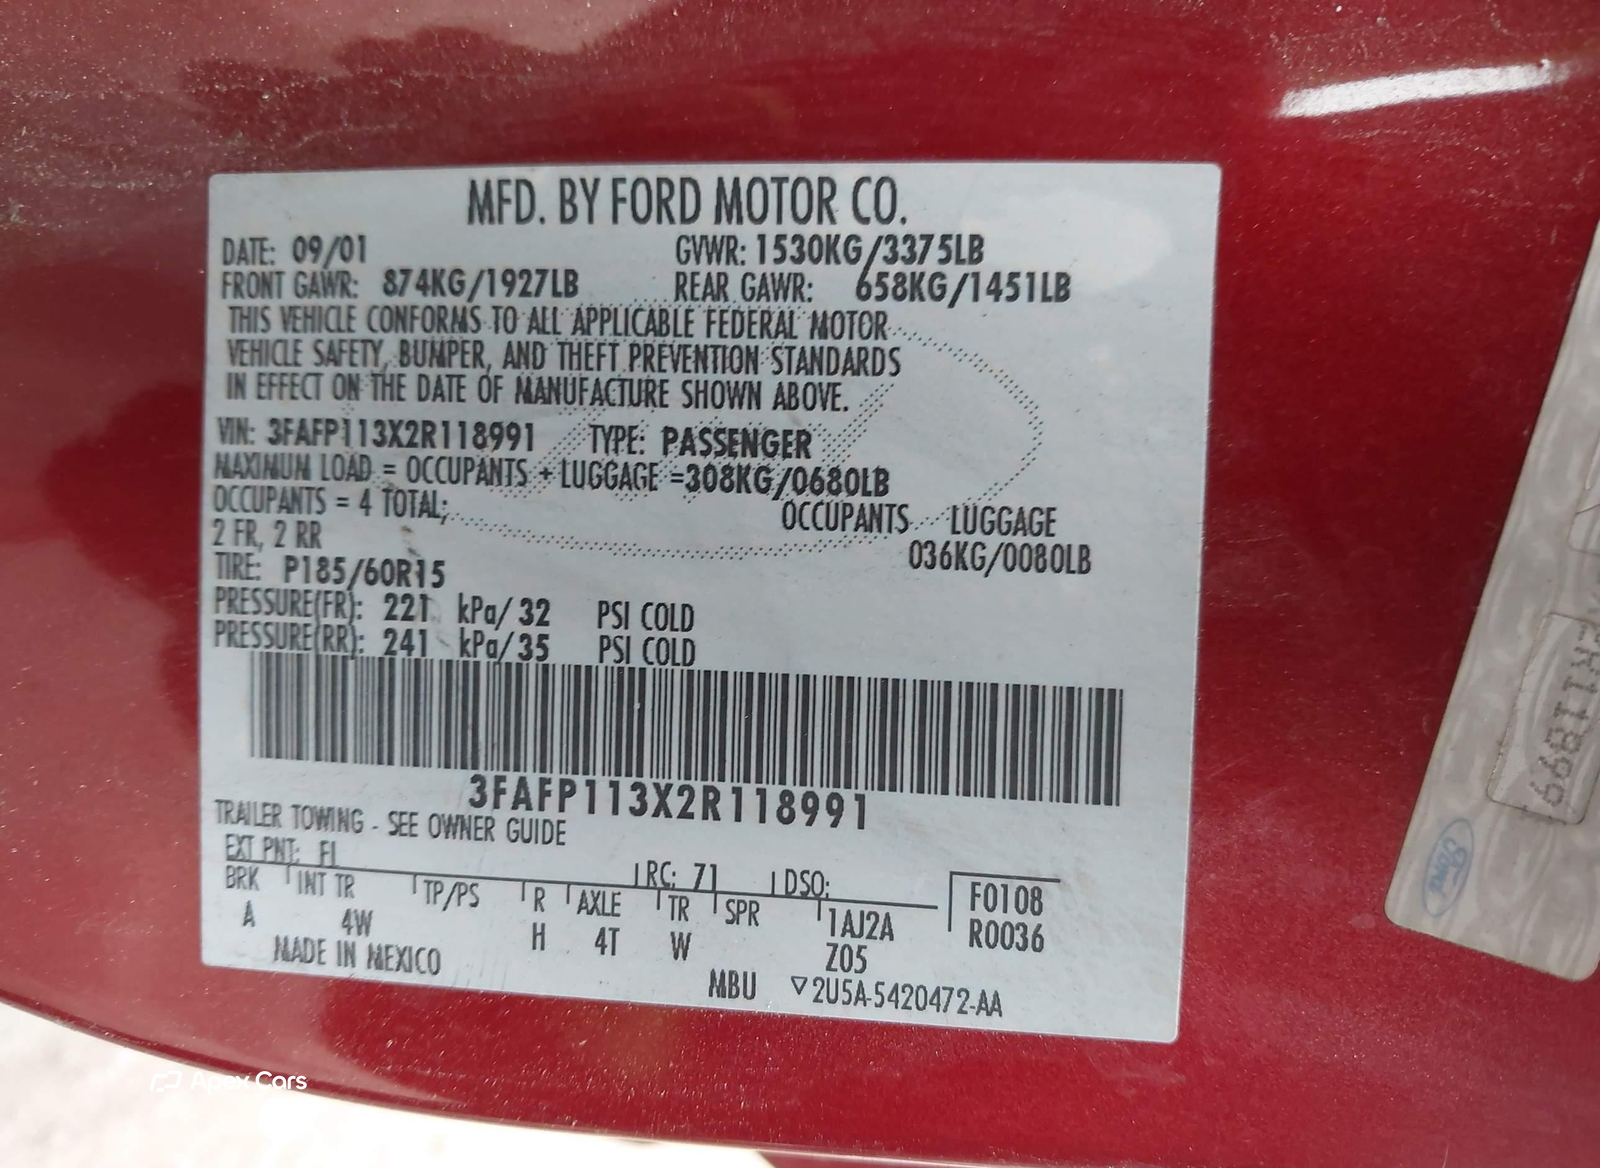 MFD. BY FORD MOTOR CO.
DATE: 09/01 GVWR: 1530KG/3375LB
FRONT GAWR: 874KG/1927LB REAR GAWR: 658KG/1451LB
THIS VEHICLE CONFORMS TO ALL APPLICABLE FEDERAL MOTOR
VEHICLE SAFETY, BUMPER, AND THEFT PREVENTION STANDARDS
IN EFFECT ON THE DATE OF MANUFACTURE SHOWN ABOVE.
VIN: 3FAFP113X2R118991 TYPE: PASSENGER
MAXIMUM LOAD = OCCUPANTS + LUGGAGE =308KG/0680LB
OCCUPANTS = 4 TOTAL; OCCUPANTS LUGGAGE
2 FR, 2 RR 036KG/0080LB
TIRE: P185/60R15
PRESSURE(FR): 221 kPa/ 32 PSI COLD
PRESSURE(RR): 241 kPa/ 35 PSI COLD
3FAFP113X2R118991
TRAILER TOWING - SEE OWNER GUIDE
EXT PNT: FL RC: 71 DSO:
BRK INT TR TP/PS R AXLE TR SPR 1AJ2A F0108
A 4W H 4T W Z05 R0036
MADE IN MEXICO MBU ▽2U5A-5420472-AA
Ford
Apex Cars